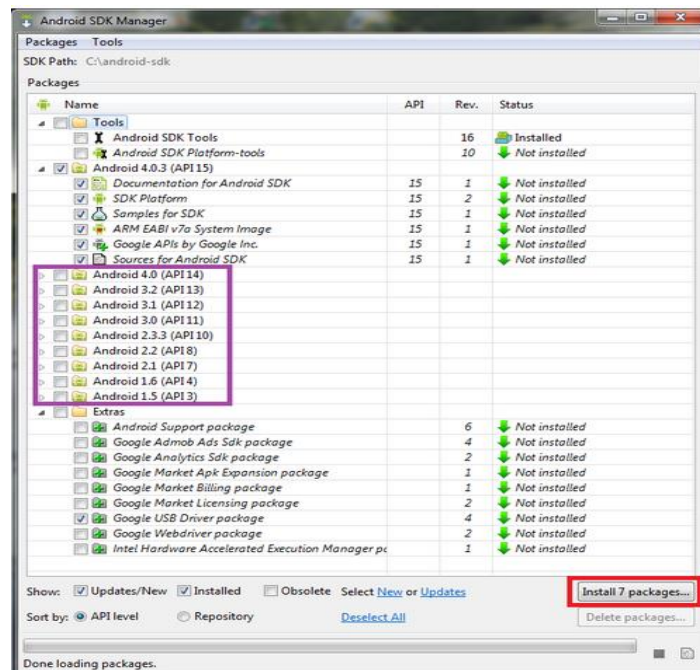 Android SDK Manager
Packages Tools
SDK Path: C:\android-sdk
Packages
Name API Rev. Status
Tools
Android SDK Tools 16 Installed
Android SDK Platform-tools 10 Not installed
Android 4.0.3 (API 15)
Documentation for Android SDK 15 1 Not installed
SDK Platform 15 2 Not installed
Samples for SDK 15 1 Not installed
ARM EABI v7a System Image 15 1 Not installed
Google APIs by Google Inc. 15 1 Not installed
Sources for Android SDK 15 1 Not installed
Android 4.0 (API 14)
Android 3.2 (API 13)
Android 3.1 (API 12)
Android 3.0 (API 11)
Android 2.3.3 (API 10)
Android 2.2 (API 8)
Android 2.1 (API 7)
Android 1.6 (API 4)
Android 1.5 (API 3)
Extras
Android Support package 6 Not installed
Google Admob Ads Sdk package 4 Not installed
Google Analytics Sdk package 2 Not installed
Google Market Apk Expansion package 1 Not installed
Google Market Billing package 1 Not installed
Google Market Licensing package 2 Not installed
Google USB Driver package 4 Not installed
Google Webdriver package 2 Not installed
Intel Hardware Accelerated Execution Manager pc 1 Not installed
Show: Updates/New Installed Obsolete Select New or Updates Install 7 packages...
Sort by: API level Repository Deselect All Delete packages...
Done loading packages.